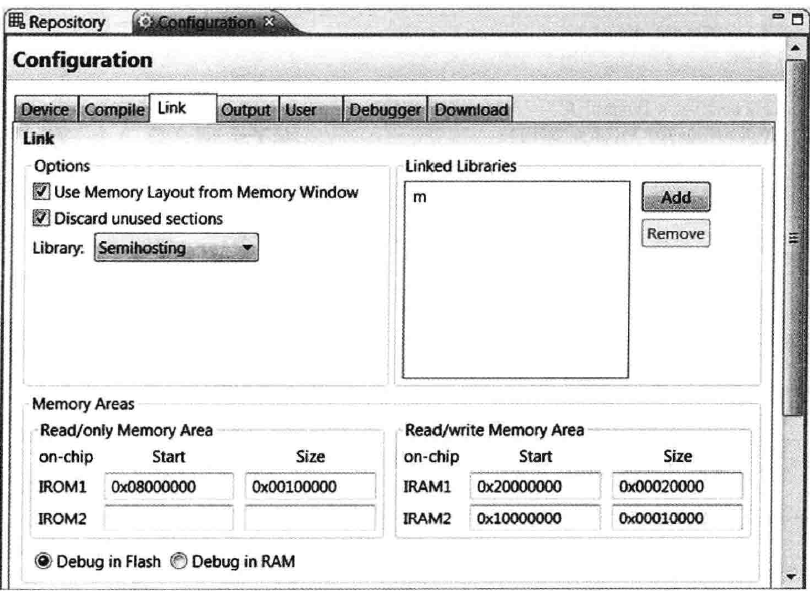 Repository Configuration
Configuration
Device Compile Link Output User Debugger Download
Link
Options
Use Memory Layout from Memory Window
Discard unused sections
Library: Semihosting
Linked Libraries
m
Add
Remove
Memory Areas
Read/only Memory Area
on-chip Start Size
IROM1 0x08000000 0x00100000
IROM2
Read/write Memory Area
on-chip Start Size
IRAM1 0x20000000 0x00020000
IRAM2 0x10000000 0x00010000
Debug in Flash Debug in RAM